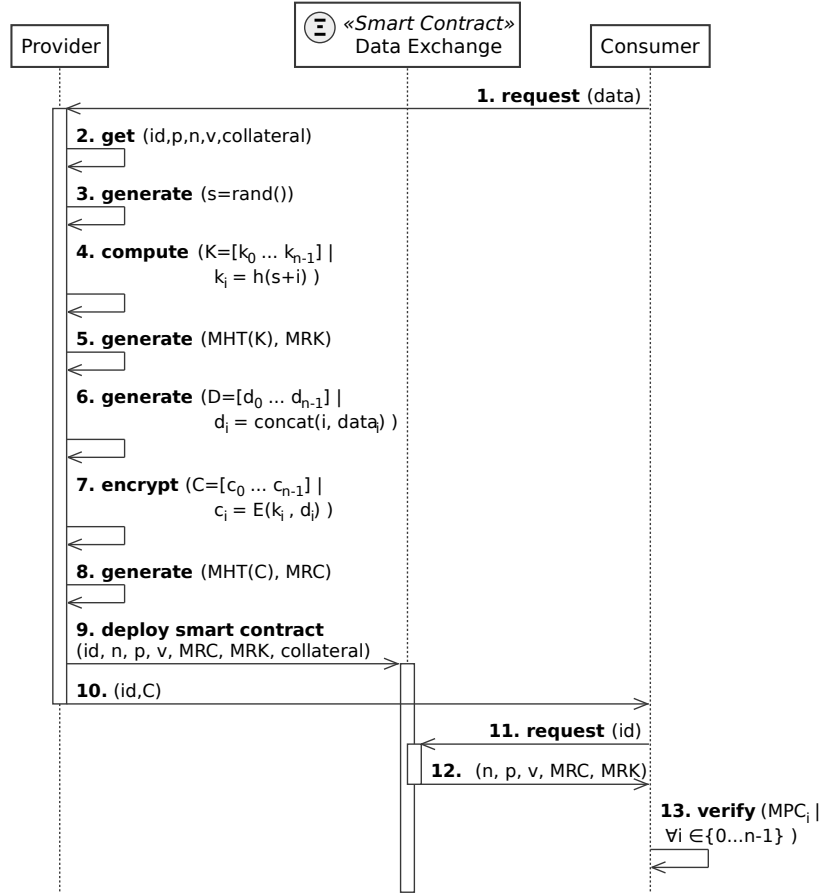 Provider
Ξ «Smart Contract»
Data Exchange
Consumer
1. request (data)
2. get (id,p,n,v,collateral)
3. generate (s=rand())
4. compute (K=[k0 ... kn-1] |
ki = h(s+i) )
5. generate (MHT(K), MRK)
6. generate (D=[d0 ... dn-1] |
di = concat(i, datai) )
7. encrypt (C=[c0 ... cn-1] |
ci = E(ki , di) )
8. generate (MHT(C), MRC)
9. deploy smart contract
(id, n, p, v, MRC, MRK, collateral)
10. (id,C)
11. request (id)
12. (n, p, v, MRC, MRK)
13. verify (MPCi |
∀i ∈{0...n-1} )